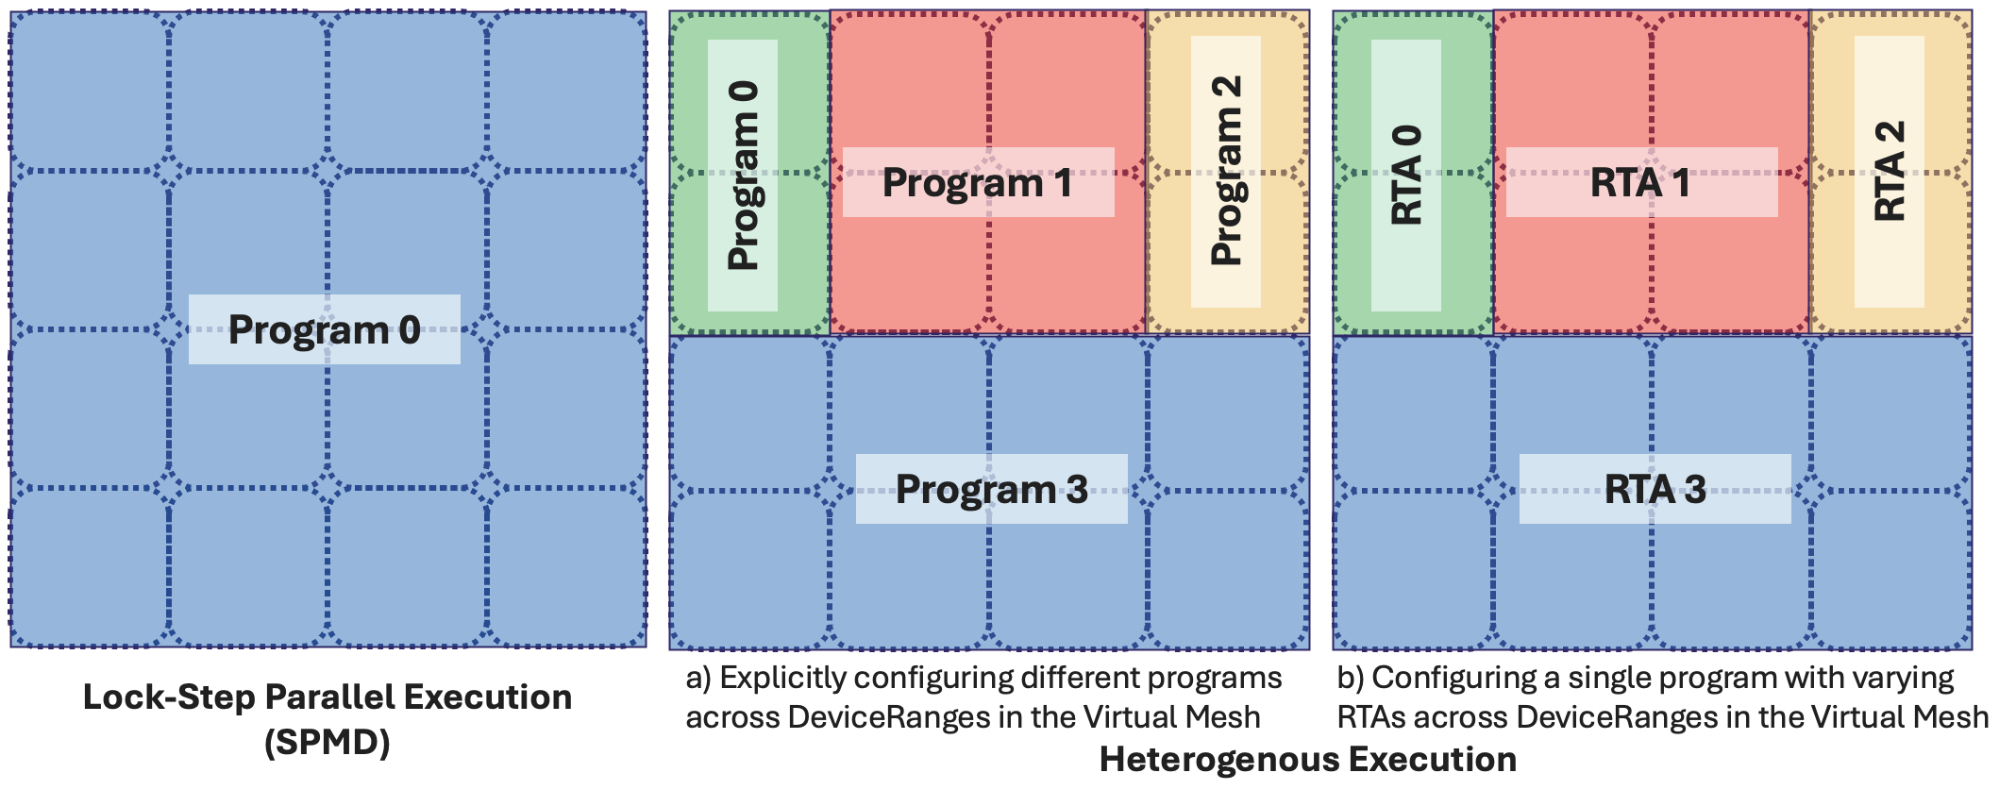 Program 0
Lock-Step Parallel Execution
(SPMD)
Program 0
Program 1
Program 2
Program 3
a) Explicitly configuring different programs
across DeviceRanges in the Virtual Mesh
RTA 0
RTA 1
RTA 2
RTA 3
b) Configuring a single program with varying
RTAs across DeviceRanges in the Virtual Mesh
Heterogenous Execution